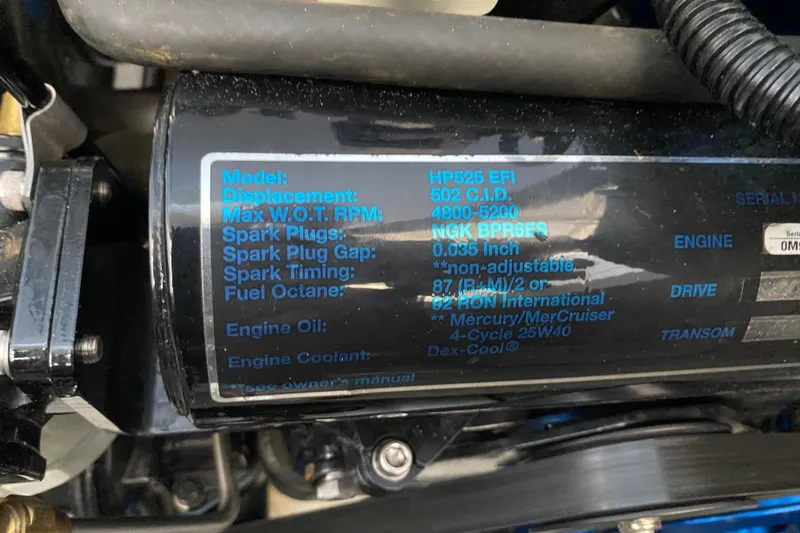 Model: HP525 EFI
Displacement: 502 C.I.D.
Max W.O.T. RPM: 4800-5200
Spark Plugs: NGK BPR6ES
Spark Plug Gap: 0.035 Inch
Spark Timing: **non-adjustable
Fuel Octane: 87 (R+M)/2 or
92 RON International
Engine Oil: ** Mercury/MerCruiser
4-Cycle 25W40
Engine Coolant: Dex-Cool®
**see owner's manual
SERIAL
ENGINE
DRIVE
TRANSOM